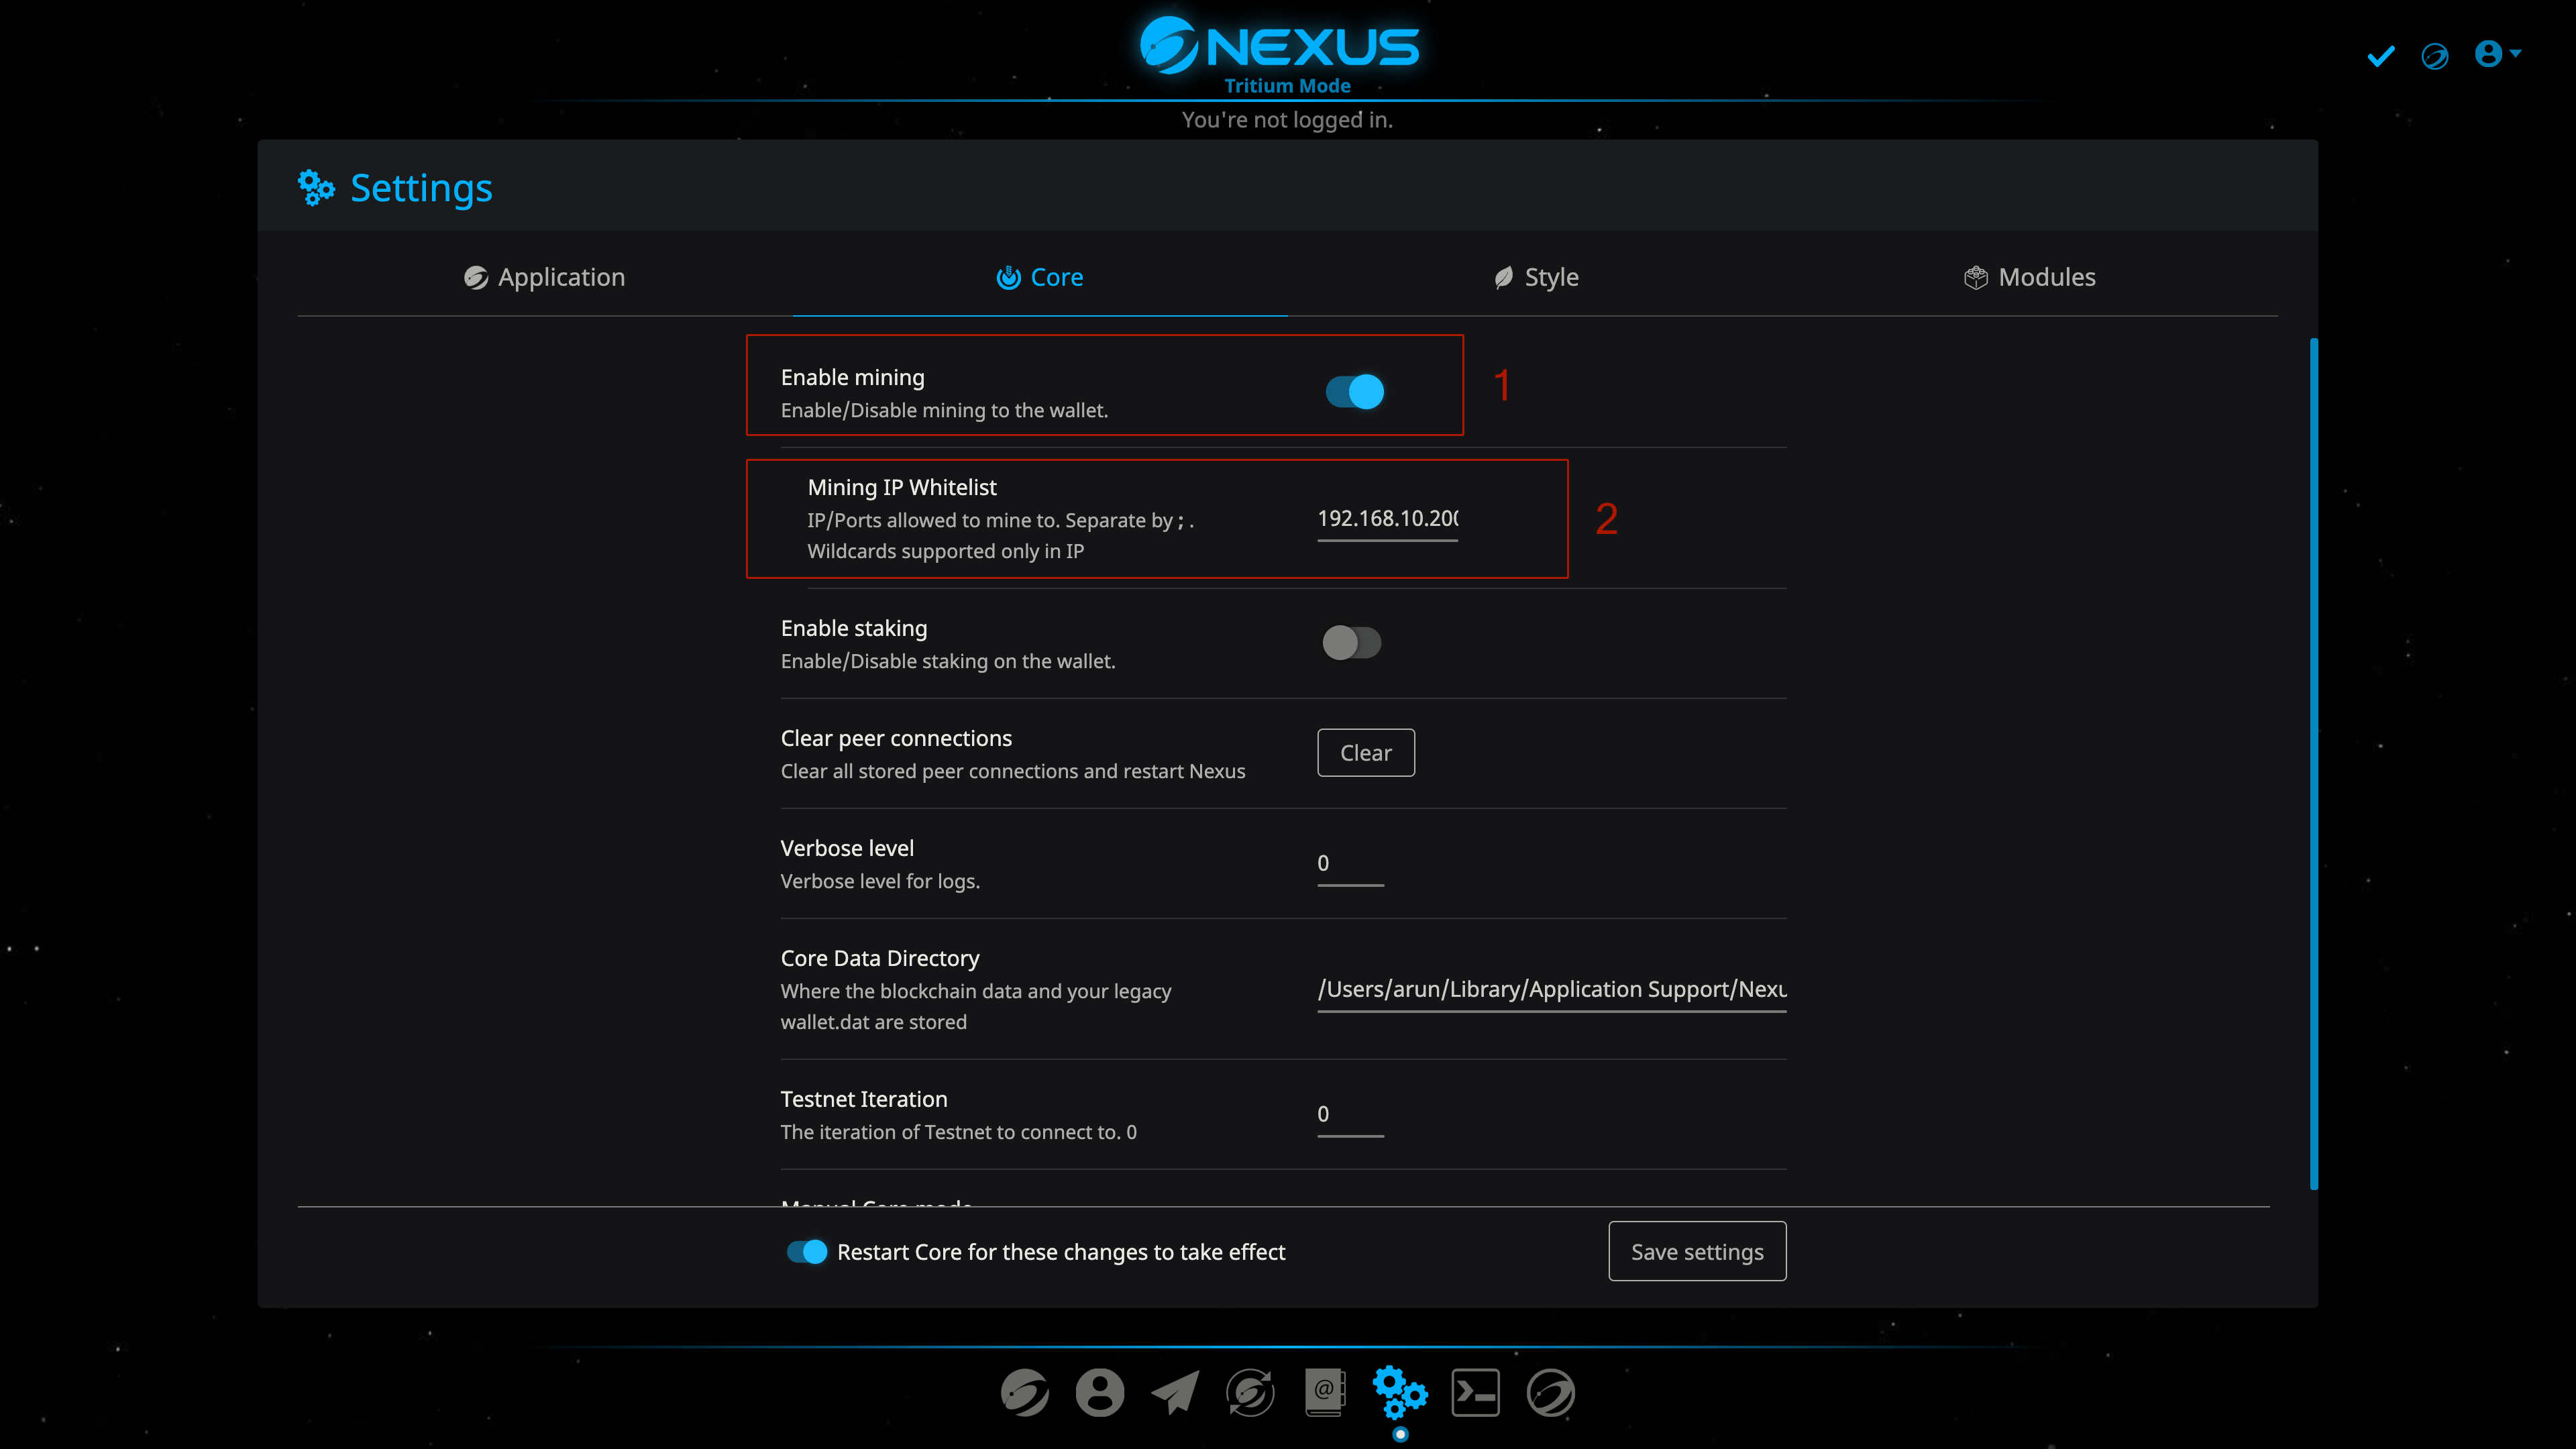 NEXUS
Tritium Mode
You're not logged in.
Settings
Application
Core
Style
Modules
Enable mining
Enable/Disable mining to the wallet.
1
Mining IP Whitelist
IP/Ports allowed to mine to. Separate by ; .
Wildcards supported only in IP
192.168.10.200
2
Enable staking
Enable/Disable staking on the wallet.
Clear peer connections
Clear all stored peer connections and restart Nexus
Clear
Verbose level
Verbose level for logs.
0
Core Data Directory
Where the blockchain data and your legacy
wallet.dat are stored
/Users/arun/Library/Application Support/Nexu
Testnet Iteration
The iteration of Testnet to connect to. 0
0
Manual Core mode
Restart Core for these changes to take effect
Save settings
@